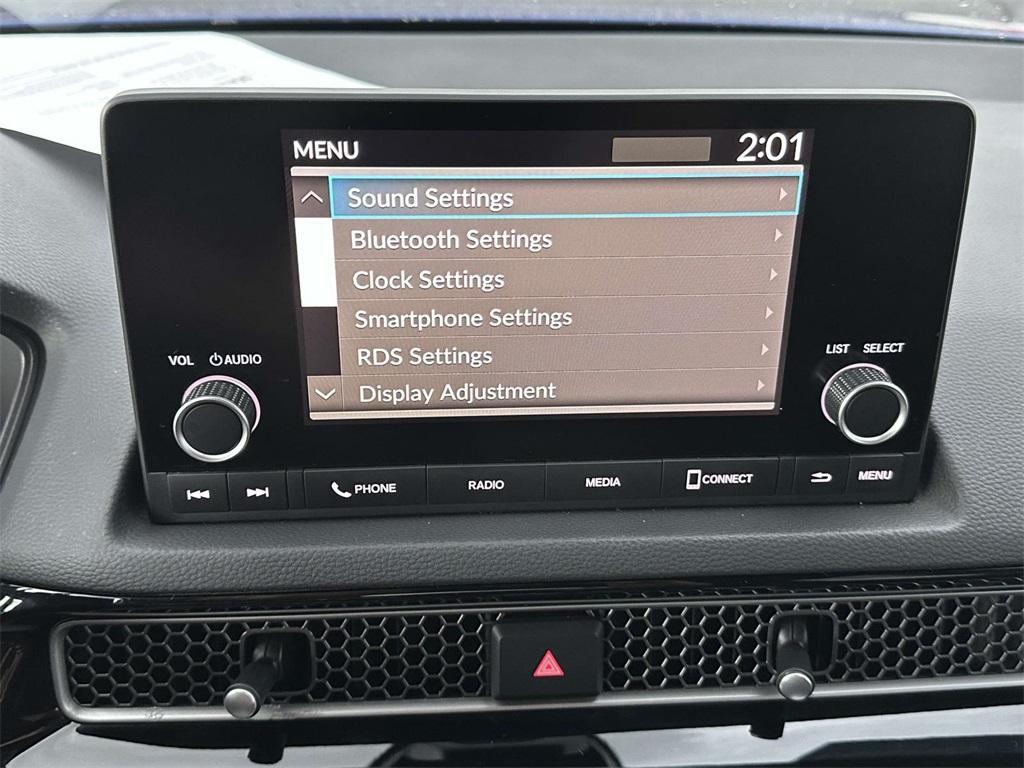 MENU 2:01
Sound Settings
Bluetooth Settings
Clock Settings
Smartphone Settings
RDS Settings
Display Adjustment
VOL AUDIO
LIST SELECT
PHONE RADIO MEDIA CONNECT MENU